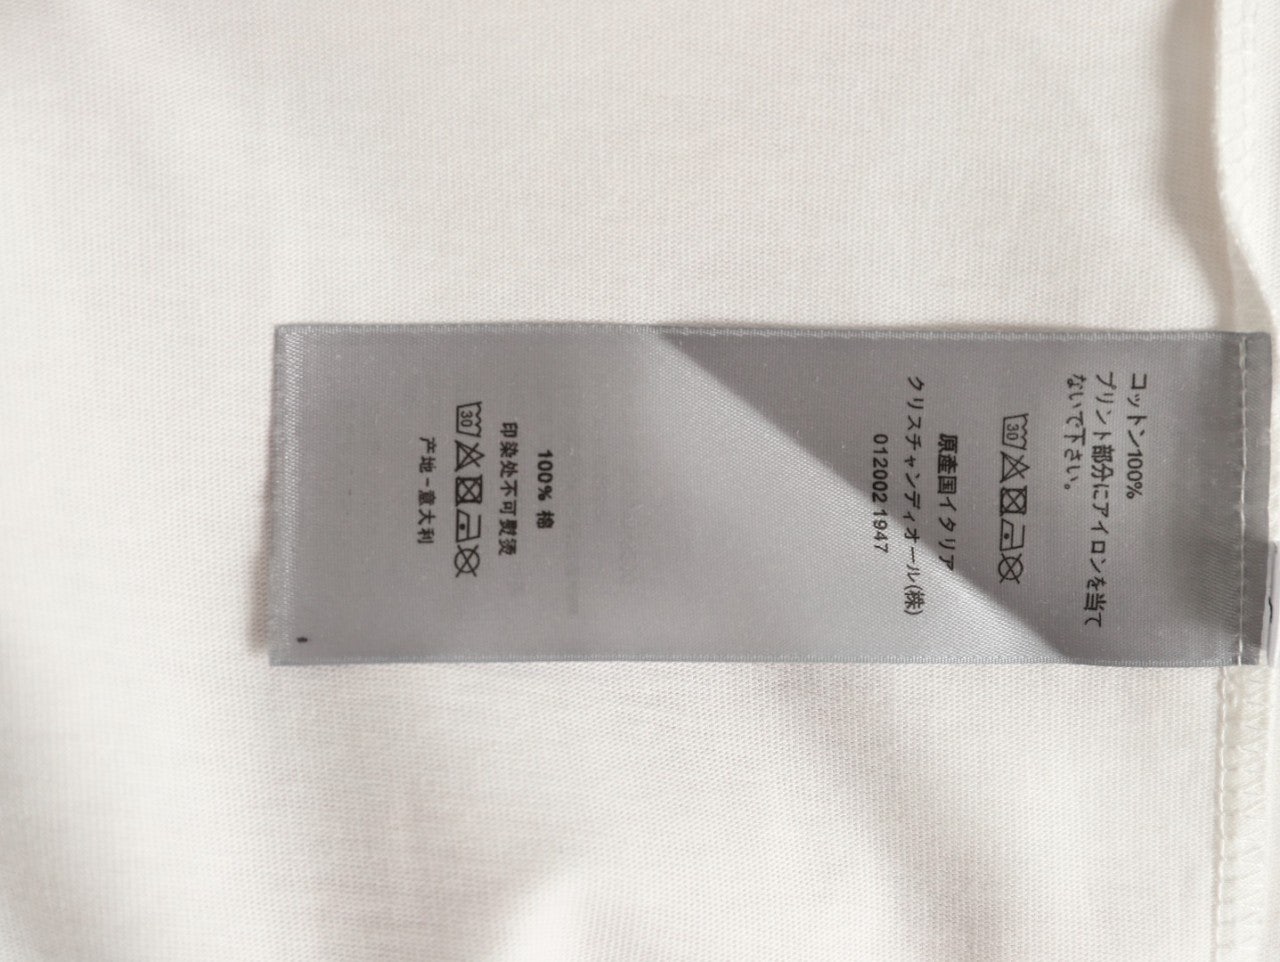 コットン100%
プリント部分にアイロンを当て
ないで下さい。
30
原産国イタリア
クリスチャンディオール(株)
0120021947
100% 棉
印染处不可熨烫
30
产地-意大利